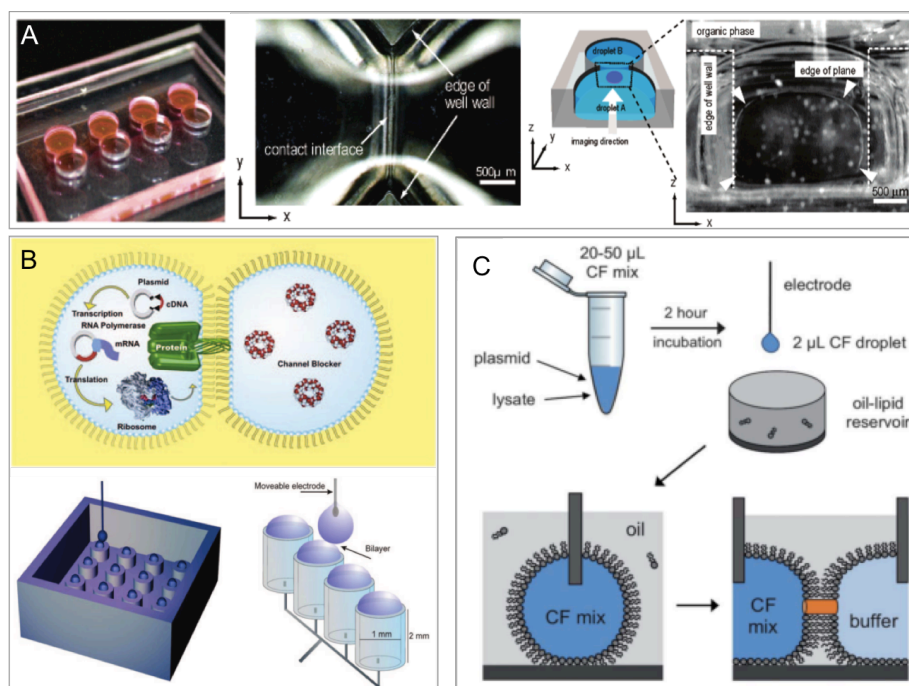 A
edge of
well wall
contact interface
500μm
y
x
droplet B
droplet A
z
y
imaging direction
x
organic phase
edge of well wall
edge of plane
500 μm
z
x
B
Plasmid
cDNA
Transcription
RNA Polymerase
mRNA
Protein
Translation
Ribosome
Channel Blocker
Moveable electrode
Bilayer
1 mm
2 mm
C
20-50 µL
CF mix
plasmid
lysate
2 hour
incubation
electrode
2 µL CF droplet
oil-lipid
reservoir
oil
CF mix
CF
mix
buffer